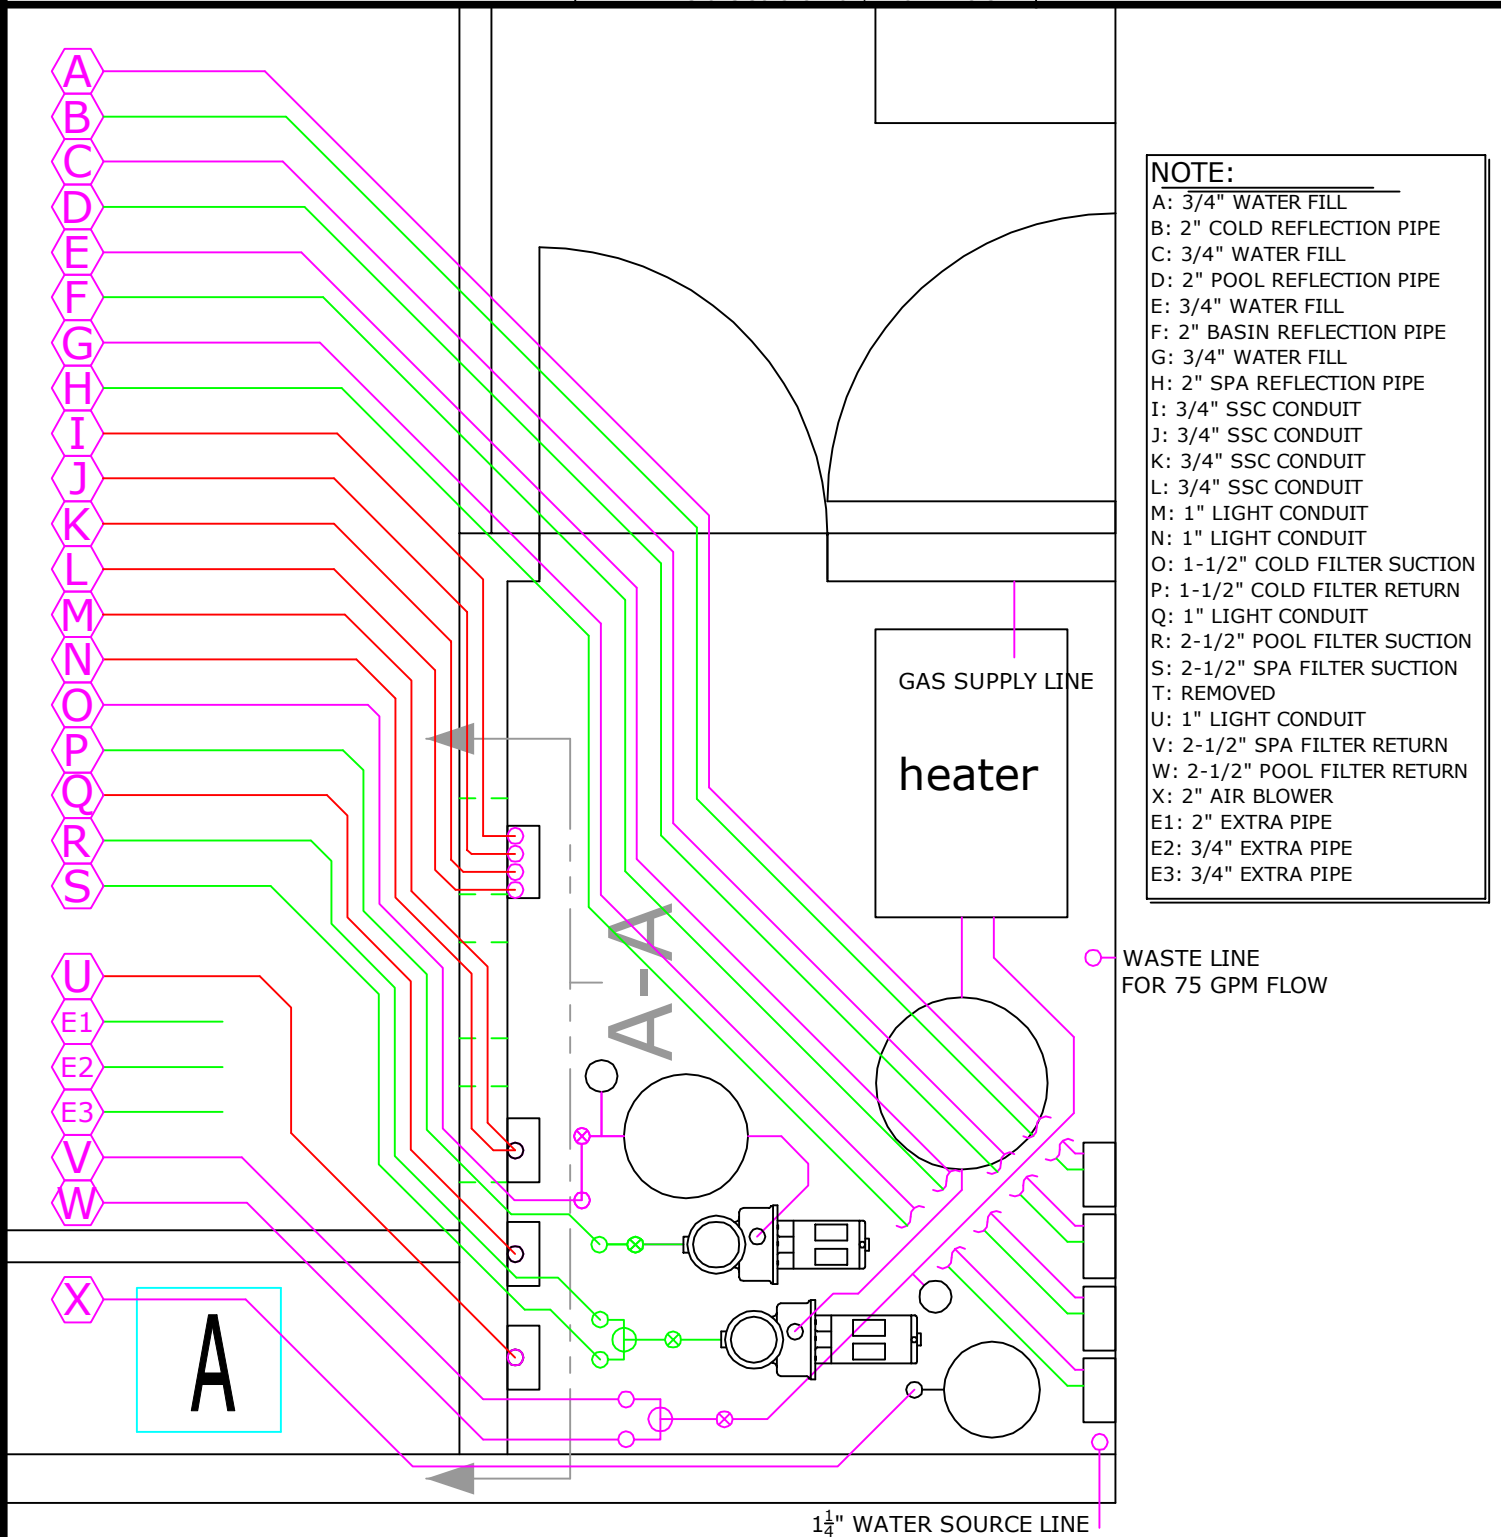 A
B
C
D
E
F
G
H
I
J
K
L
M
N
O
P
Q
R
S
U
E1
E2
E3
V
W
X
A
A-A
GAS SUPPLY LINE
heater
NOTE:
A: 3/4" WATER FILL
B: 2" COLD REFLECTION PIPE
C: 3/4" WATER FILL
D: 2" POOL REFLECTION PIPE
E: 3/4" WATER FILL
F: 2" BASIN REFLECTION PIPE
G: 3/4" WATER FILL
H: 2" SPA REFLECTION PIPE
I: 3/4" SSC CONDUIT
J: 3/4" SSC CONDUIT
K: 3/4" SSC CONDUIT
L: 3/4" SSC CONDUIT
M: 1" LIGHT CONDUIT
N: 1" LIGHT CONDUIT
O: 1-1/2" COLD FILTER SUCTION
P: 1-1/2" COLD FILTER RETURN
Q: 1" LIGHT CONDUIT
R: 2-1/2" POOL FILTER SUCTION
S: 2-1/2" SPA FILTER SUCTION
T: REMOVED
U: 1" LIGHT CONDUIT
V: 2-1/2" SPA FILTER RETURN
W: 2-1/2" POOL FILTER RETURN
X: 2" AIR BLOWER
E1: 2" EXTRA PIPE
E2: 3/4" EXTRA PIPE
E3: 3/4" EXTRA PIPE
WASTE LINE
FOR 75 GPM FLOW
1¼" WATER SOURCE LINE